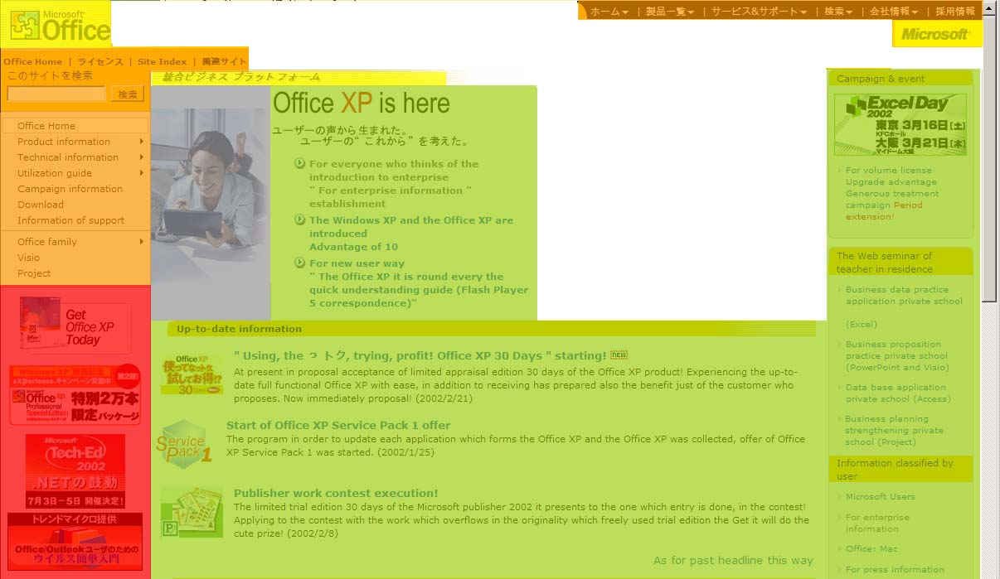 Microsoft
Office
ホーム | 製品一覧 | サービス&サポート | 検索 | 会社情報 | 採用情報
Microsoft
Office Home | ライセンス | Site Index | 関連サイト
このサイトを検索
検索
Office Home
Product information
Technical information
Utilization guide
Campaign information
Download
Information of support
Office family
Visio
Project
Get
Office XP
Today
第2弾!
eXperience.キャンペーン実施中
Microsoft
Office xp
Professional
Special Edition
特別2万本
限定パッケージ
Microsoft
Tech·Ed
2002
.NETの鼓動
7月3日－5日 開催決定!
トレンドマイクロ提供
Office/Outlook ユーザのための
ウイルス簡単入門
統合ビジネス プラットフォーム
Office XP is here
ユーザーの声から生まれた。
ユーザーの“ これから” を考えた。
For everyone who thinks of the
introduction to enterprise
" For enterprise information "
establishment
The Windows XP and the Office XP are
introduced
Advantage of 10
For new user way
" The Office XP it is round every the
quick understanding guide (Flash Player
5 correspondence)"
Up-to-date information
Office XP
使ってなっトク
試してお得!?
30 Days
" Using, the っ トク, trying, profit! Office XP 30 Days " starting! new
At present in proposal acceptance of limited appraisal edition 30 days of the Office XP product! Experiencing the up-to-
date full functional Office XP with ease, in addition to receiving has prepared also the benefit just of the customer who
proposes. Now immediately proposal! (2002/2/21)
Service
Pack 1
Start of Office XP Service Pack 1 offer
The program in order to update each application which forms the Office XP and the Office XP was collected, offer of Office
XP Service Pack 1 was started. (2002/1/25)
Publisher work contest execution!
The limited trial edition 30 days of the Microsoft publisher 2002 it presents to the one which entry is done, in the contest!
Applying to the contest with the work which overflows in the originality which freely used trial edition the Get it will do the
cute prize! (2002/2/8)
As for past headline this way
Campaign & event
Excel Day
2002
東京 3月16日[土]
KFCホール
大阪 3月21日[木]
マイドーム大阪
For volume license
Upgrade advantage
Generous treatment
campaign Period
extension!
The Web seminar of
teacher in residence
Business data practice
application private school
(Excel)
Business proposition
practice private school
(PowerPoint and Visio)
Data base application
private school (Access)
Business planning
strengthening private
school (Project)
Information classified by
user
Microsoft Users
For enterprise
information
Office: Mac
For press information